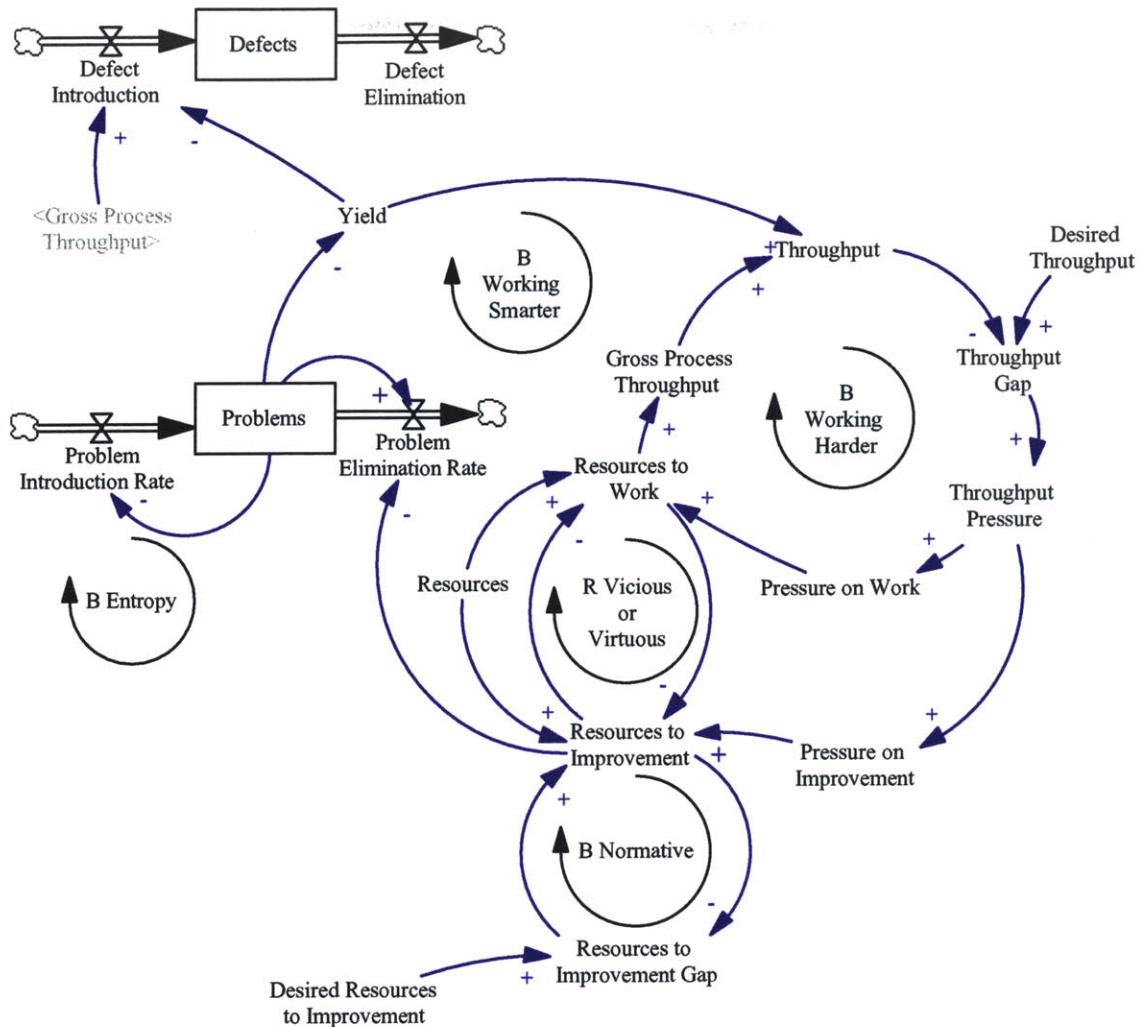 Defects
Defect
Introduction
Defect
Elimination
+
-
<Gross Process
Throughput>
Yield
-
B
Working
Smarter
+
+
Throughput
Desired
Throughput
-
+
Throughput
Gap
Gross Process
Throughput
B
Working
Harder
+
Problems
+
Problem
Introduction Rate
Problem
Elimination Rate
-
-
+
Resources to
Work
+
-
+
+
Throughput
Pressure
+
Pressure on Work
B Entropy
Resources
R Vicious
or
Virtuous
-
+
Resources to
Improvement
+
+
Pressure on
Improvement
+
B Normative
-
Resources to
Improvement Gap
+
Desired Resources
to Improvement